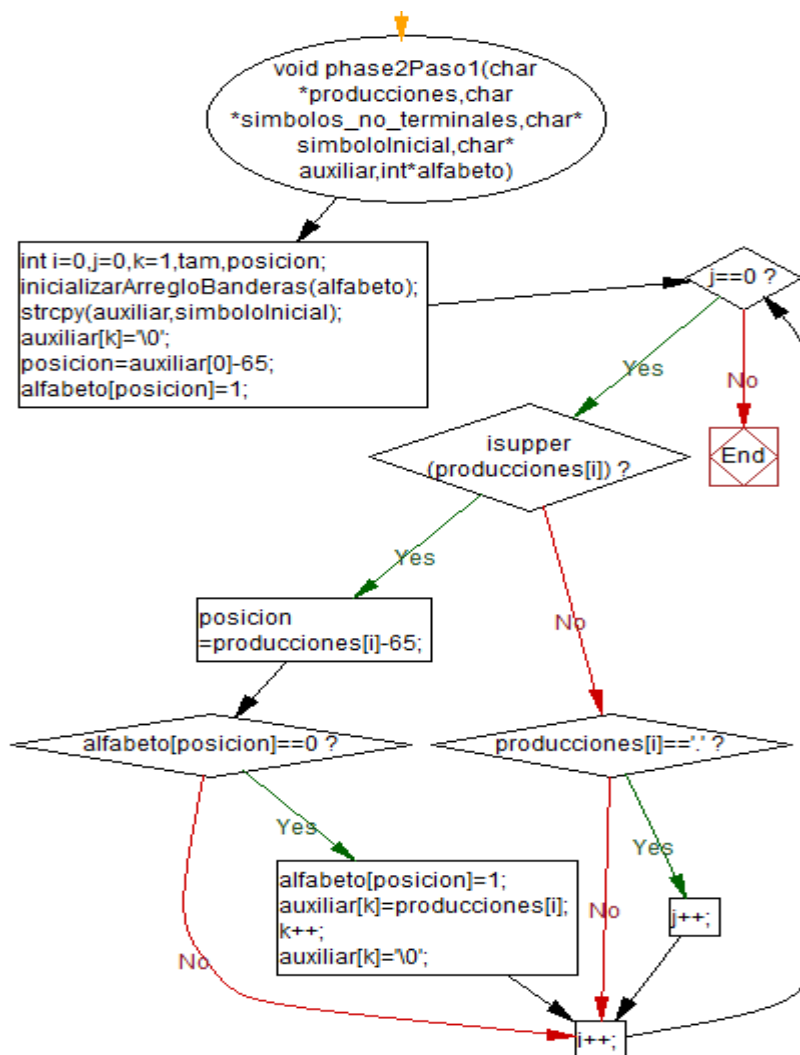 void phase2Paso1(char
*producciones,char
*simbolos_no_terminales,char*
simboloInicial,char*
auxiliar,int*alfabeto)
int i=0,j=0,k=1,tam,posicion;
inicializarArregloBanderas(alfabeto);
strcpy(auxiliar,simboloInicial);
auxiliar[k]='\0';
posicion=auxiliar[0]-65;
alfabeto[posicion]=1;
j==0 ?
Yes
No
End
isupper
(producciones[i]) ?
Yes
No
posicion
=producciones[i]-65;
alfabeto[posicion]==0 ?
producciones[i]=='.' ?
Yes
Yes
No
No
alfabeto[posicion]=1;
auxiliar[k]=producciones[i];
k++;
auxiliar[k]='\0';
j++;
i++;